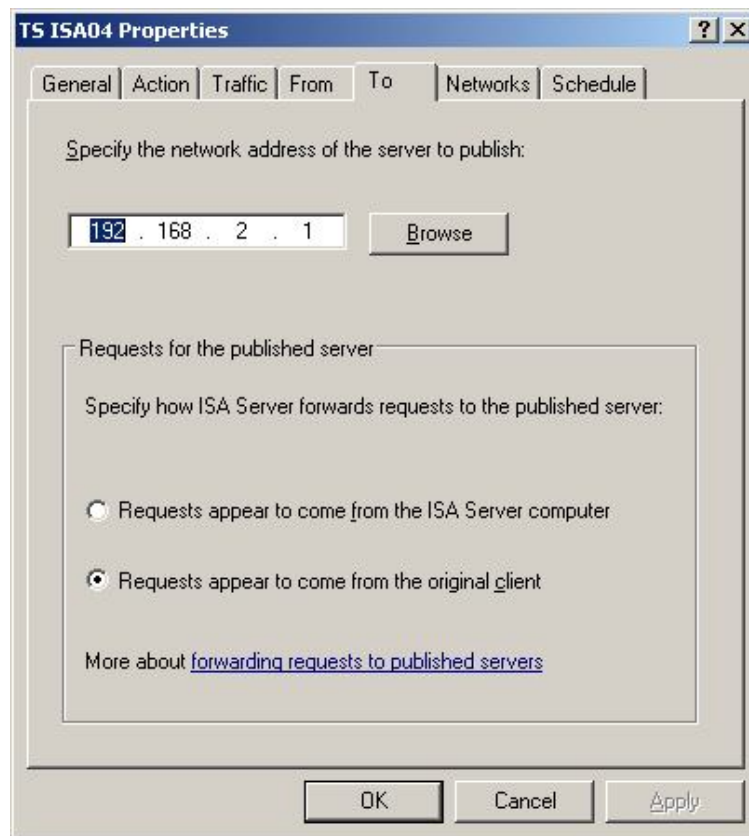 TS ISA04 Properties
General Action Traffic From To Networks Schedule
Specify the network address of the server to publish:
192 . 168 . 2 . 1 Browse
Requests for the published server
Specify how ISA Server forwards requests to the published server:
Requests appear to come from the ISA Server computer
Requests appear to come from the original client
More about forwarding requests to published servers
OK Cancel Apply